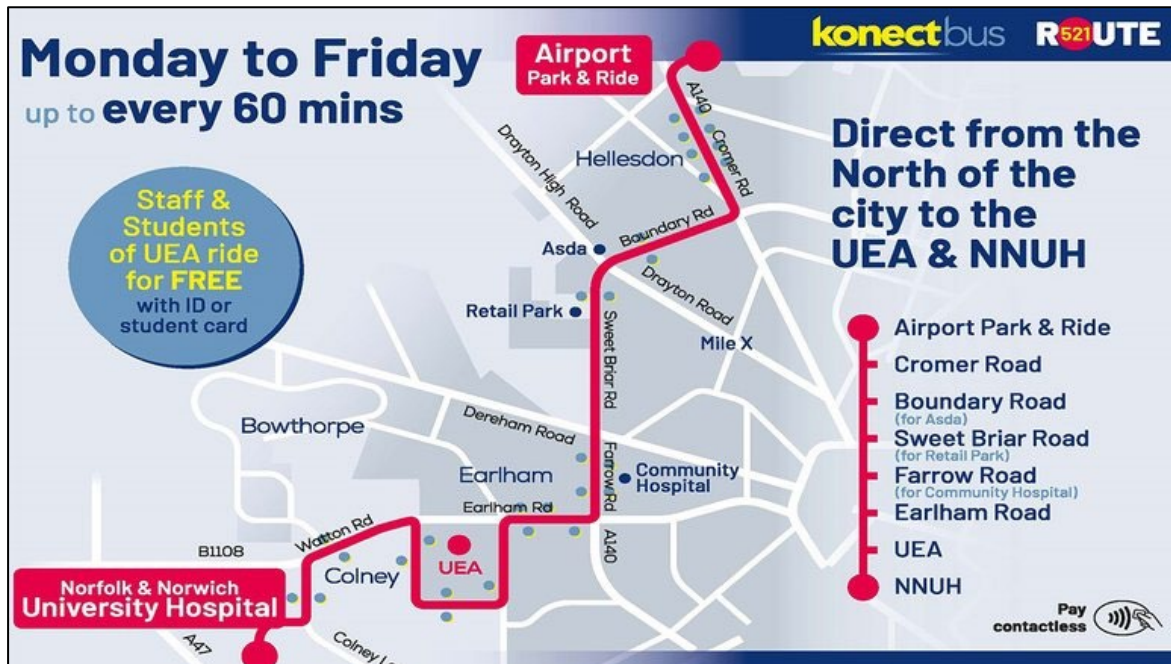 Monday to Friday
up to every 60 mins
Staff &
Students
of UEA ride
for FREE
with ID or
student card
Airport
Park & Ride
konectbus
ROUTE
521
A140
Cromer Rd
Hellesdon
Drayton High
Road
Boundary Rd
Asda
Drayton Road
Retail Park
Sweet Briar Rd
Mile X
Bowthorpe
Dereham Road
Earlham
Farrow Rd
Community
Hospital
Earlham Rd
Watton Rd
B1108
A140
Colney
UEA
Norfolk & Norwich
University Hospital
A47
Colney
Direct from the
North of the
city to the
UEA & NNUH
Airport Park & Ride
Cromer Road
Boundary Road
(for Asda)
Sweet Briar Road
(for Retail Park)
Farrow Road
(for Community Hospital)
Earlham Road
UEA
NNUH
Pay
contactless